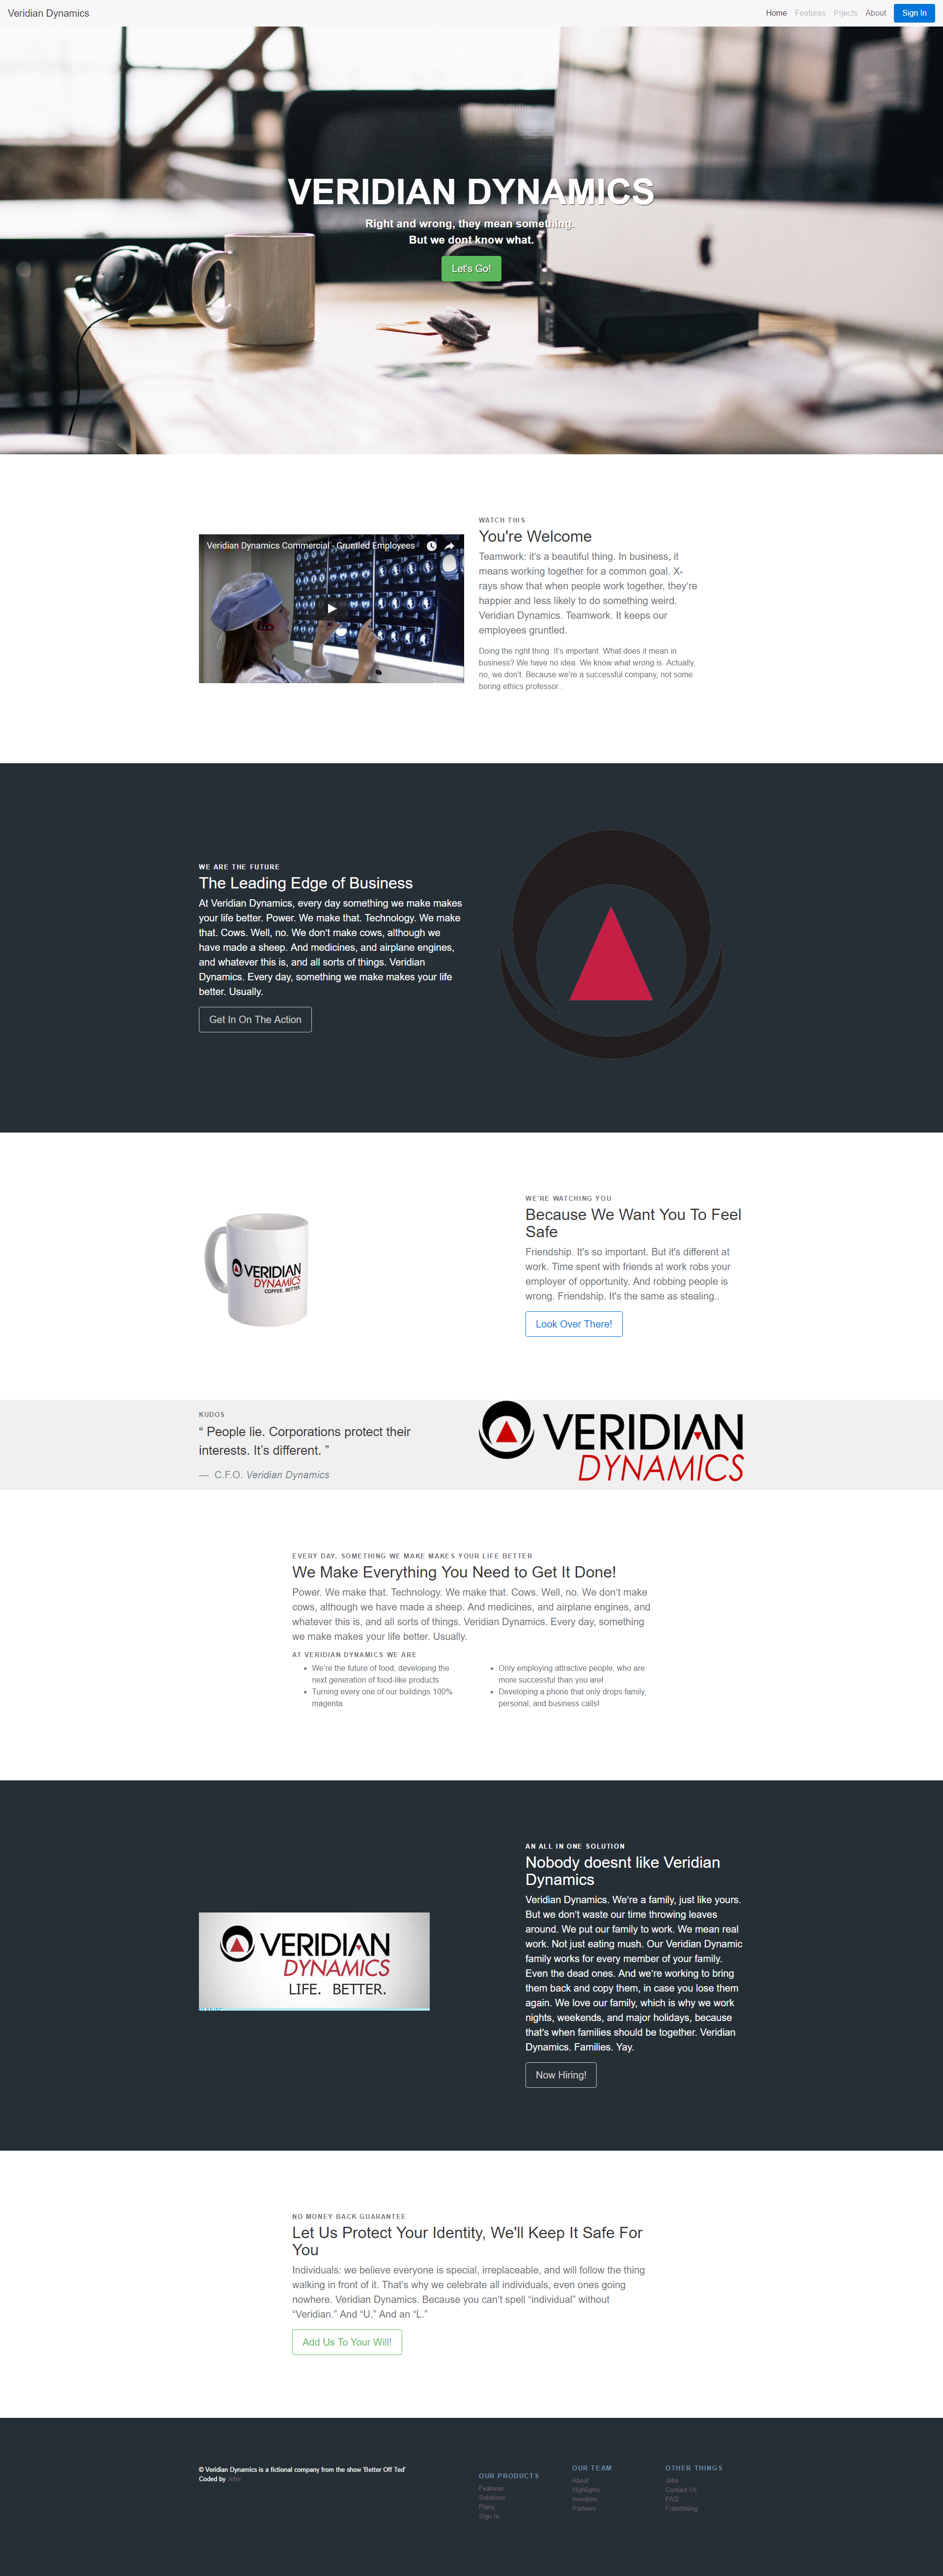 Veridian Dynamics
Home Features Prjects About Sign In
VERIDIAN DYNAMICS
Right and wrong, they mean something.
But we dont know what.
Let's Go!
Veridian Dynamics Commercial - Gruntled Employees
WATCH THIS
You're Welcome
Teamwork: it's a beautiful thing. In business, it
means working together for a common goal. X-
rays show that when people work together, they're
happier and less likely to do something weird.
Veridian Dynamics. Teamwork. It keeps our
employees gruntled.
Doing the right thing. It's important. What does it mean in
business? We have no idea. We know what wrong is. Actually,
no, we don't. Because we're a successful company, not some
boring ethics professor..
WE ARE THE FUTURE
The Leading Edge of Business
At Veridian Dynamics, every day something we make makes
your life better. Power. We make that. Technology. We make
that. Cows. Well, no. We don't make cows, although we
have made a sheep. And medicines, and airplane engines,
and whatever this is, and all sorts of things. Veridian
Dynamics. Every day, something we make makes your life
better. Usually.
Get In On The Action
VERIDIAN
DYNAMICS
COFFEE. BETTER.
WE'RE WATCHING YOU
Because We Want You To Feel
Safe
Friendship. It's so important. But it's different at
work. Time spent with friends at work robs your
employer of opportunity. And robbing people is
wrong. Friendship. It's the same as stealing..
Look Over There!
KUDOS
“ People lie. Corporations protect their
interests. It's different. ”
— C.F.O. Veridian Dynamics
VERIDIAN
DYNAMICS
EVERY DAY, SOMETHING WE MAKE MAKES YOUR LIFE BETTER
We Make Everything You Need to Get It Done!
Power. We make that. Technology. We make that. Cows. Well, no. We don't make
cows, although we have made a sheep. And medicines, and airplane engines, and
whatever this is, and all sorts of things. Veridian Dynamics. Every day, something
we make makes your life better. Usually.
AT VERIDIAN DYNAMICS WE ARE
• We're the future of food, developing the
next generation of food-like products
• Turning every one of our buildings 100%
magenta.
• Only employing attractive people, who are
more successful than you are!
• Developing a phone that only drops family,
personal, and business calls!
VERIDIAN
DYNAMICS
LIFE. BETTER.
AN ALL IN ONE SOLUTION
Nobody doesnt like Veridian
Dynamics
Veridian Dynamics. We're a family, just like yours.
But we don't waste our time throwing leaves
around. We put our family to work. We mean real
work. Not just eating mush. Our Veridian Dynamic
family works for every member of your family.
Even the dead ones. And we're working to bring
them back and copy them, in case you lose them
again. We love our family, which is why we work
nights, weekends, and major holidays, because
that's when families should be together. Veridian
Dynamics. Families. Yay.
Now Hiring!
NO MONEY BACK GUARANTEE
Let Us Protect Your Identity, We'll Keep It Safe For
You
Individuals: we believe everyone is special, irreplaceable, and will follow the thing
walking in front of it. That's why we celebrate all individuals, even ones going
nowhere. Veridian Dynamics. Because you can't spell “individual” without
“Veridian.” And “U.” And an “L.”
Add Us To Your Will!
© Veridian Dynamics is a fictional company from the show 'Better Off Ted'
Coded by John
OUR PRODUCTS
Features
Solutions
Plans
Sign In
OUR TEAM
About
Highlights
Investors
Partners
OTHER THINGS
Jobs
Contact Us
FAQ
Franchising